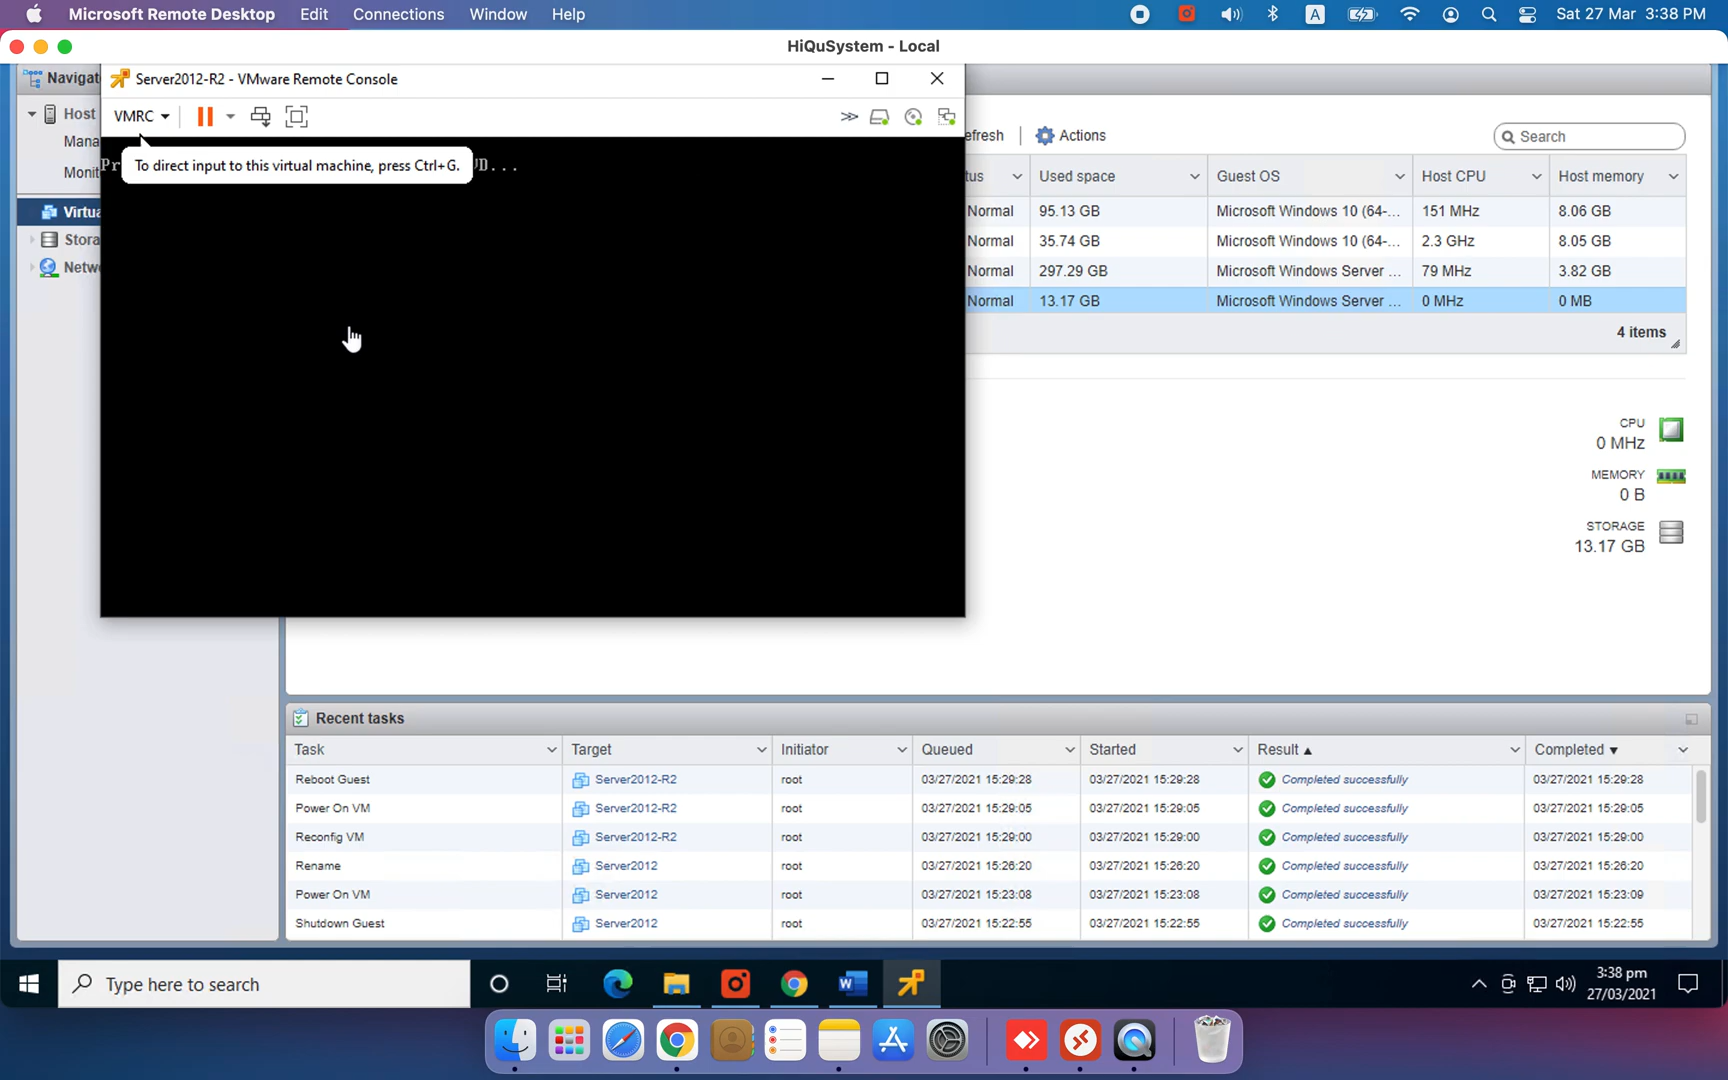 Microsoft Remote Desktop Edit Connections Window Help A Sat 27 Mar 3:38 PM
HiQuSystem - Local
Navigat
Server2012-R2 - VMware Remote Console
Host
VMRC
Mana
efresh Actions Search
To direct input to this virtual machine, press Ctrl+G.
Pr D...
Monit
tus Used space Guest OS Host CPU Host memory
Virtua Normal 95.13 GB Microsoft Windows 10 (64-... 151 MHz 8.06 GB
Stora Normal 35.74 GB Microsoft Windows 10 (64-... 2.3 GHz 8.05 GB
Netwo Normal 297.29 GB Microsoft Windows Server ... 79 MHz 3.82 GB
Normal 13.17 GB Microsoft Windows Server ... 0 MHz 0 MB
4 items
CPU
0 MHz
MEMORY
0 B
STORAGE
13.17 GB
Recent tasks
Task Target Initiator Queued Started Result Completed
Reboot Guest Server2012-R2 root 03/27/2021 15:29:28 03/27/2021 15:29:28 Completed successfully 03/27/2021 15:29:28
Power On VM Server2012-R2 root 03/27/2021 15:29:05 03/27/2021 15:29:05 Completed successfully 03/27/2021 15:29:05
Reconfig VM Server2012-R2 root 03/27/2021 15:29:00 03/27/2021 15:29:00 Completed successfully 03/27/2021 15:29:00
Rename Server2012 root 03/27/2021 15:26:20 03/27/2021 15:26:20 Completed successfully 03/27/2021 15:26:20
Power On VM Server2012 root 03/27/2021 15:23:08 03/27/2021 15:23:08 Completed successfully 03/27/2021 15:23:09
Shutdown Guest Server2012 root 03/27/2021 15:22:55 03/27/2021 15:22:55 Completed successfully 03/27/2021 15:22:55
Type here to search
3:38 pm
27/03/2021